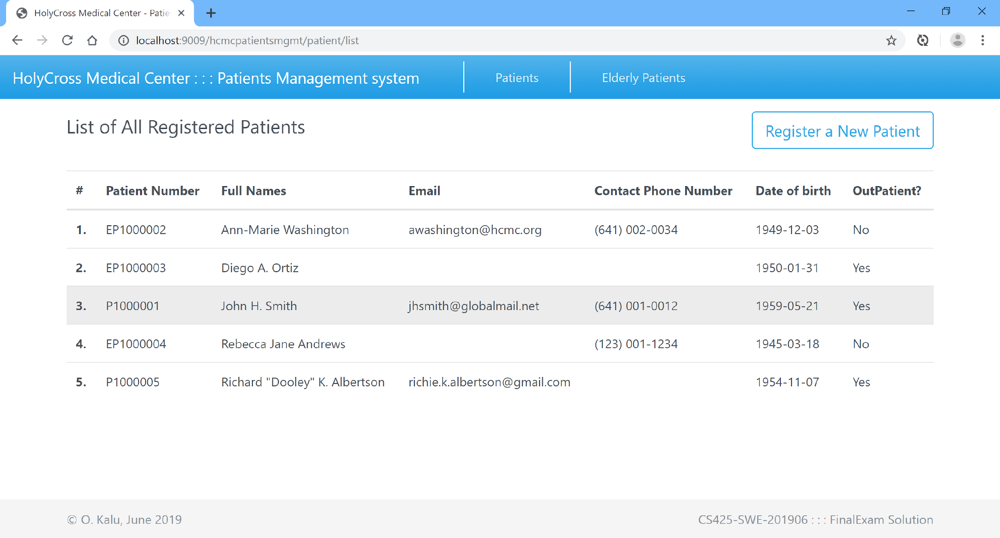 HolyCross Medical Center - Patie
localhost:9009/hcmcpatientsmgmt/patient/list
HolyCross Medical Center : : : Patients Management system Patients Elderly Patients
List of All Registered Patients Register a New Patient
# Patient Number Full Names Email Contact Phone Number Date of birth OutPatient?
1. EP1000002 Ann-Marie Washington awashington@hcmc.org (641) 002-0034 1949-12-03 No
2. EP1000003 Diego A. Ortiz 1950-01-31 Yes
3. P1000001 John H. Smith jhsmith@globalmail.net (641) 001-0012 1959-05-21 Yes
4. EP1000004 Rebecca Jane Andrews (123) 001-1234 1945-03-18 No
5. P1000005 Richard "Dooley" K. Albertson richie.k.albertson@gmail.com 1954-11-07 Yes
© O. Kalu, June 2019 CS425-SWE-201906 : : : FinalExam Solution